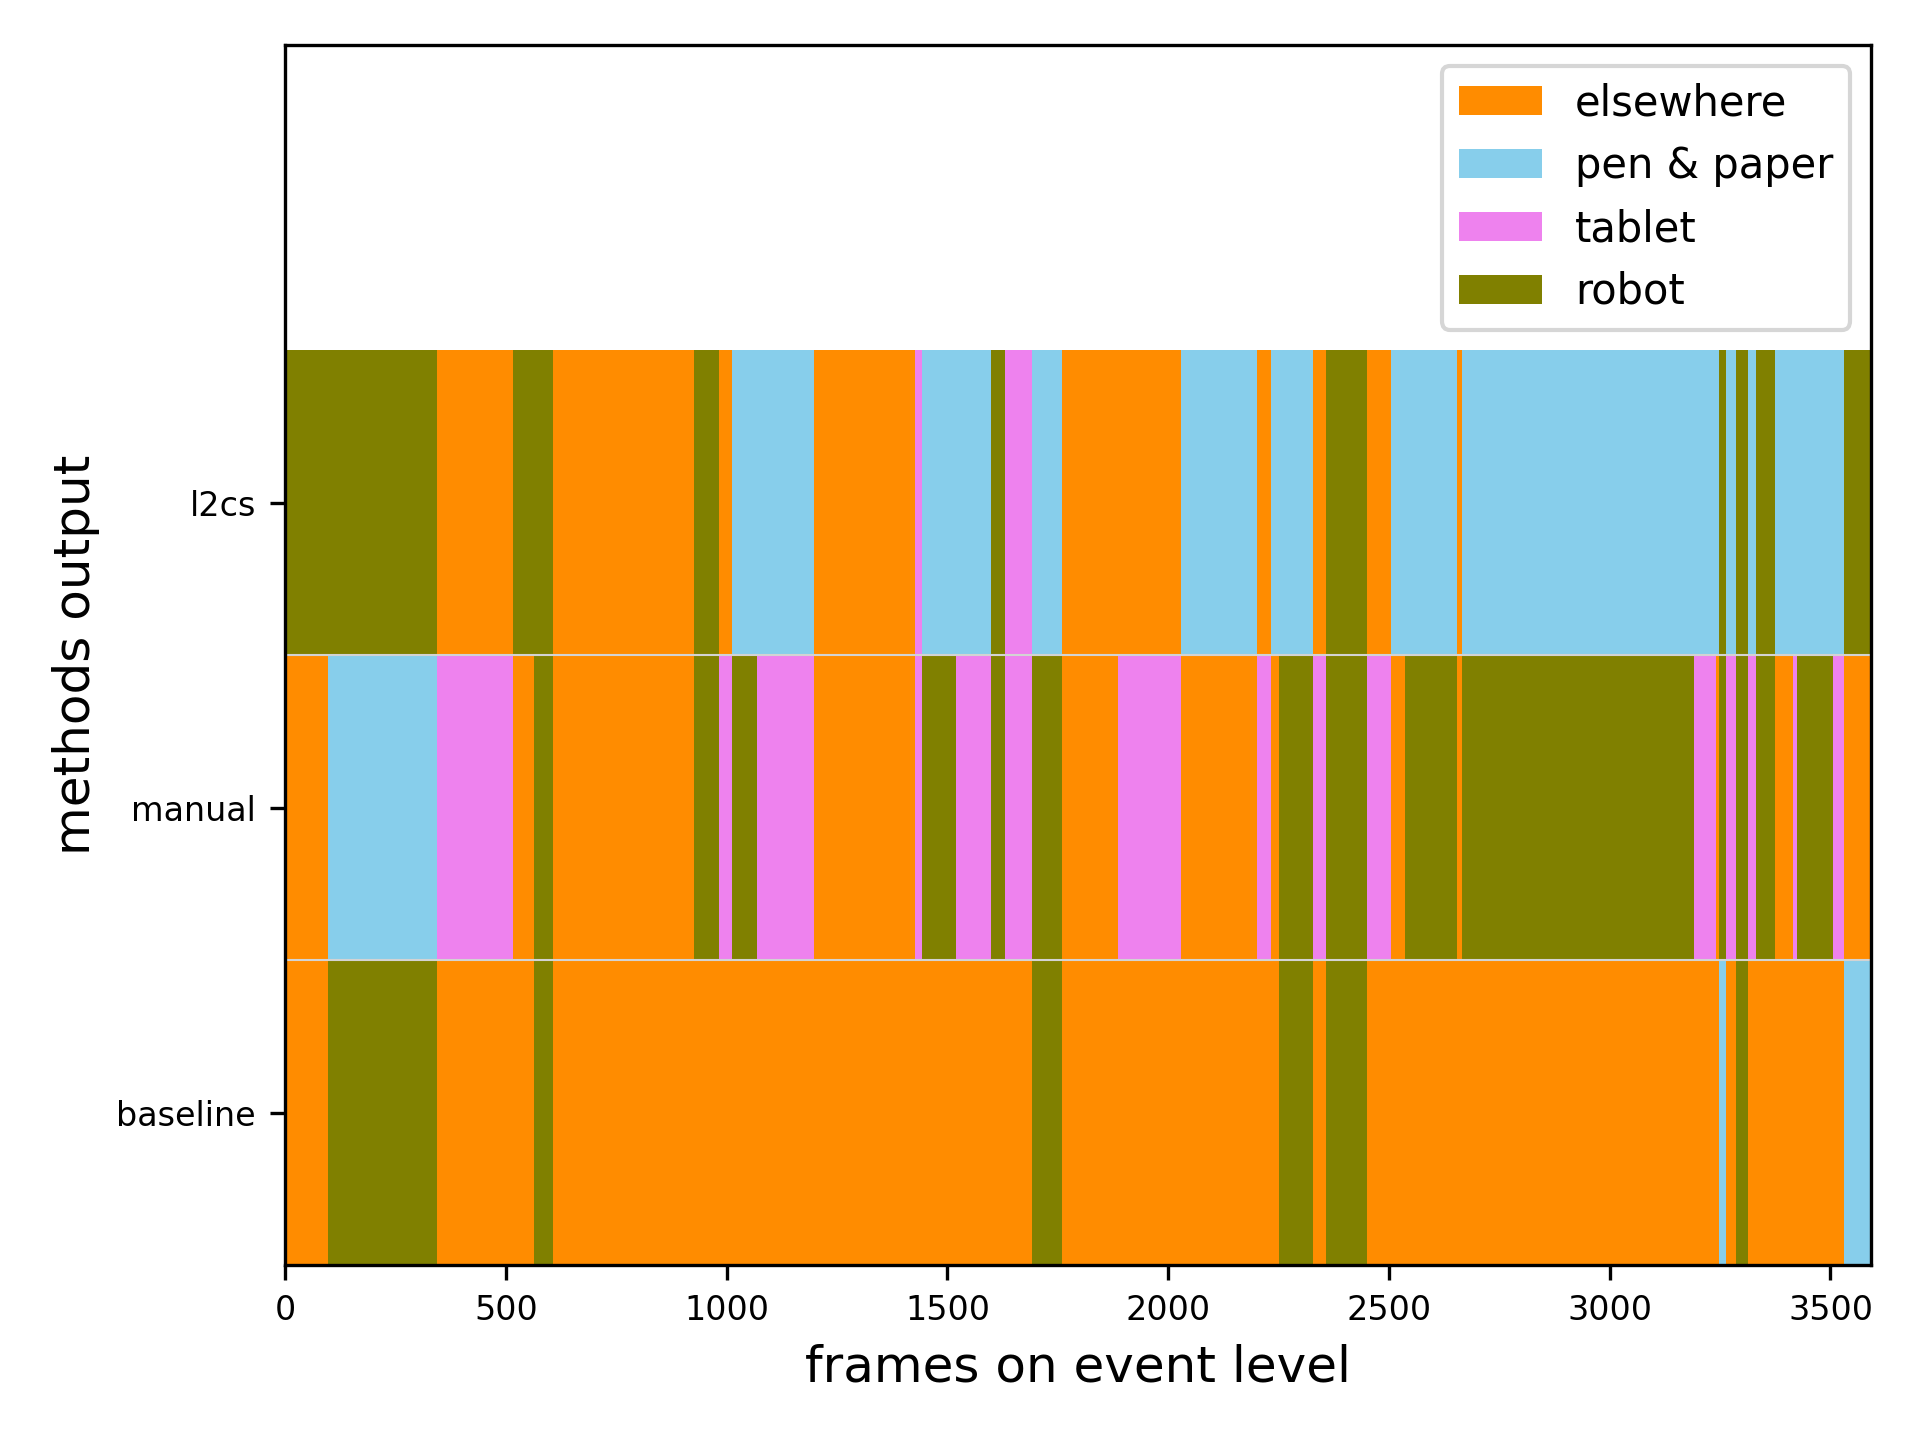 elsewhere
pen & paper
tablet
robot
methods output
l2cs
manual
baseline
0 500 1000 1500 2000 2500 3000 3500
frames on event level